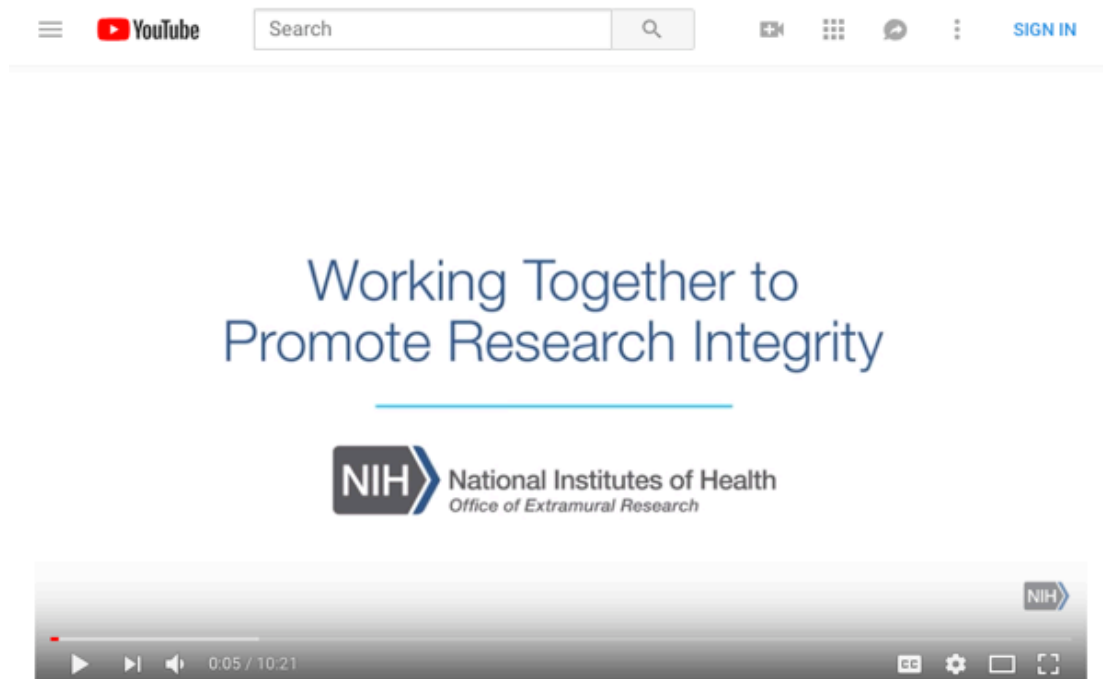 YouTube
Search
SIGN IN
Working Together to
Promote Research Integrity
NIH
National Institutes of Health
Office of Extramural Research
NIH
0:05 / 10:21
CC